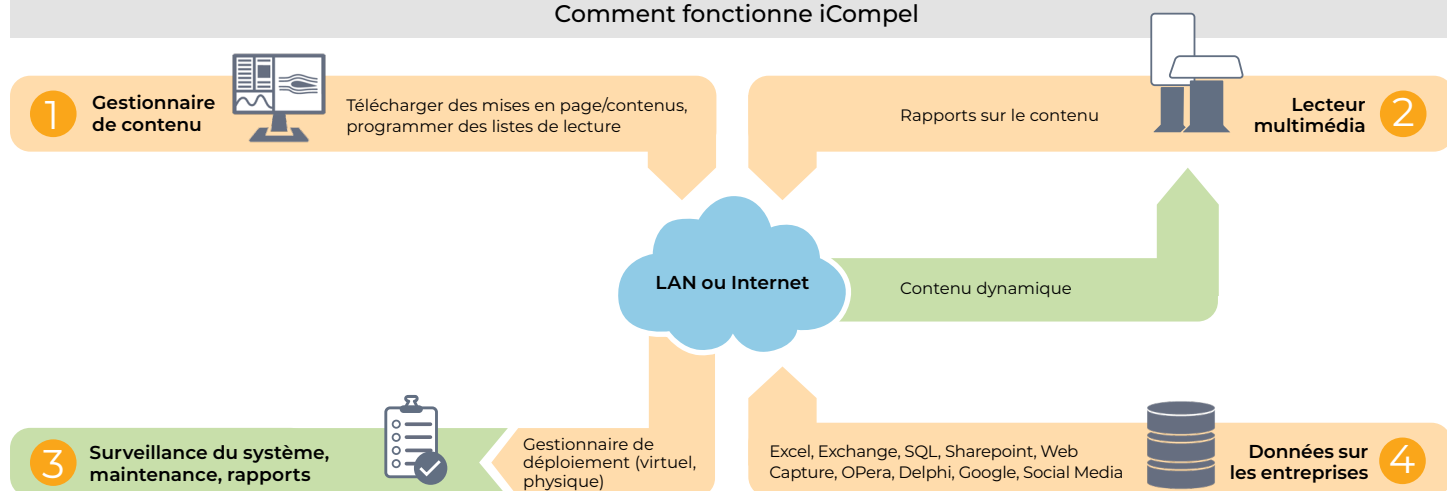 Comment fonctionne iCompel
1
Gestionnaire
de contenu
Télécharger des mises en page/contenus,
programmer des listes de lecture
Rapports sur le contenu
Lecteur
multimédia
2
LAN ou Internet
Contenu dynamique
3
Surveillance du système,
maintenance, rapports
Gestionnaire de
déploiement (virtuel,
physique)
Excel, Exchange, SQL, Sharepoint, Web
Capture, OPera, Delphi, Google, Social Media
Données sur
les entreprises
4